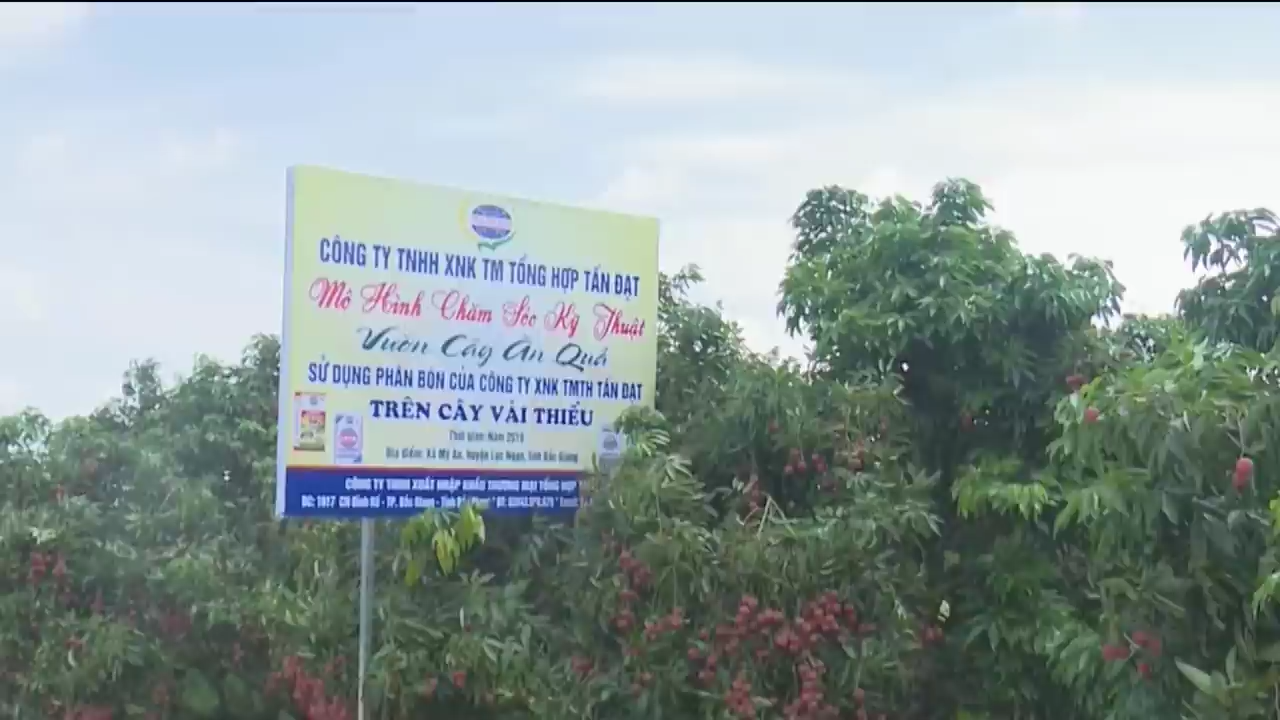 CÔNG TY TNHH XNK TM TỔNG HỢP TẤN ĐẠT
Mô Hình Chăm Sóc Kỹ Thuật
Vườn Cây Ăn Quả
SỬ DỤNG PHÂN BÓN CỦA CÔNG TY XNK TMTH TẤN ĐẠT
TRÊN CÂY VẢI THIỀU
Thời gian: Năm 2019
Địa điểm: Xã Mỹ An, huyện Lục Ngạn, tỉnh Bắc Giang
CÔNG TY TNHH XUẤT NHẬP KHẨU THƯƠNG MẠI TỔNG HỢP